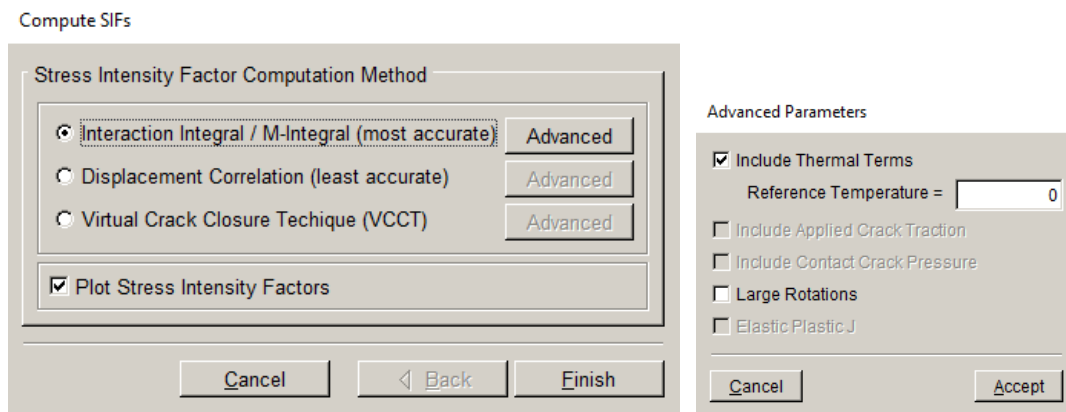 Compute SIFs
Stress Intensity Factor Computation Method
Interaction Integral / M-Integral (most accurate) Advanced
Displacement Correlation (least accurate) Advanced
Virtual Crack Closure Techique (VCCT) Advanced
Plot Stress Intensity Factors
Cancel Back Finish
Advanced Parameters
Include Thermal Terms
Reference Temperature = 0
Include Applied Crack Traction
Include Contact Crack Pressure
Large Rotations
Elastic Plastic J
Cancel Accept